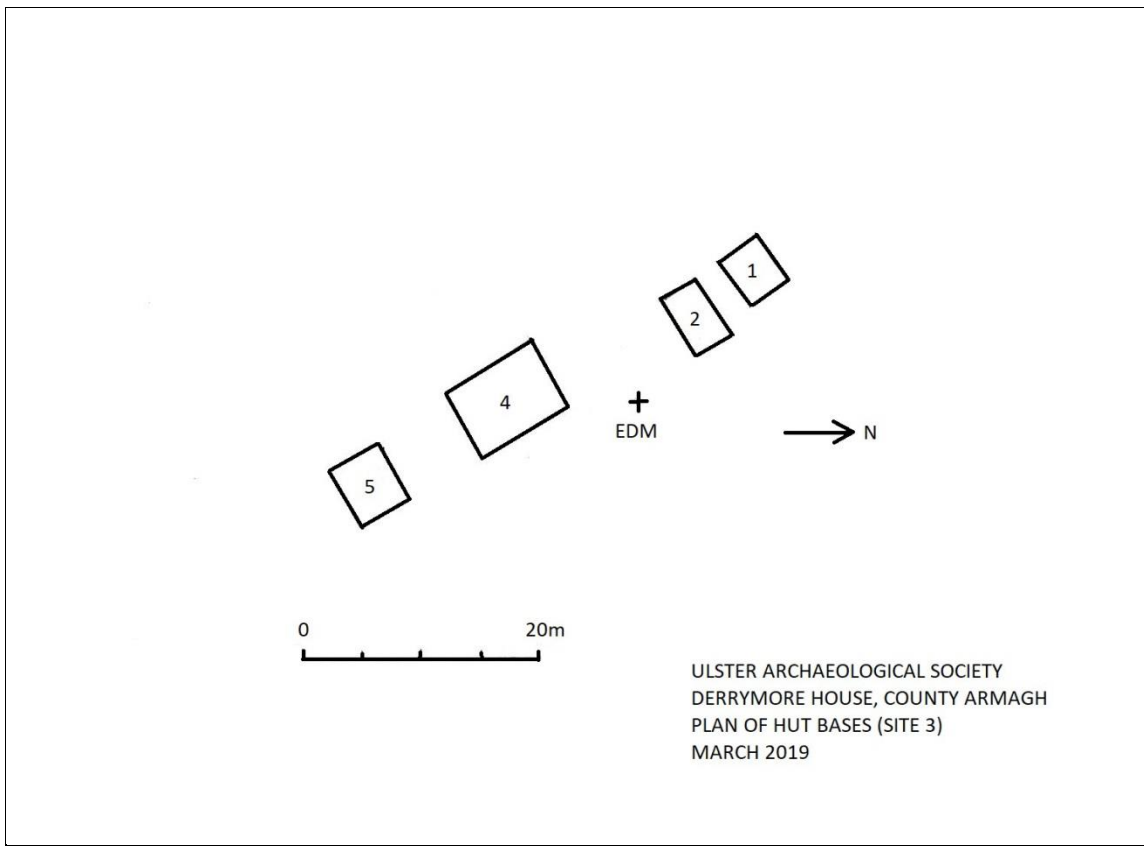 1
2
4
EDM
N
5
0 20m
ULSTER ARCHAEOLOGICAL SOCIETY
DERRYMORE HOUSE, COUNTY ARMAGH
PLAN OF HUT BASES (SITE 3)
MARCH 2019